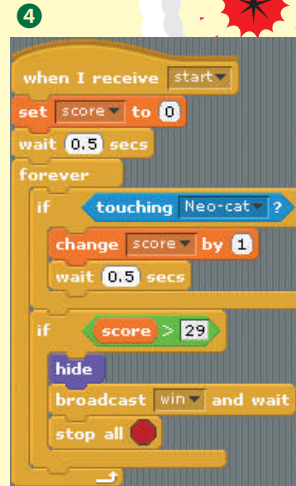 4
when I receive start
set score to 0
wait 0.5 secs
forever
if touching Neo-cat ?
change score by 1
wait 0.5 secs
if score > 29
hide
broadcast win and wait
stop all